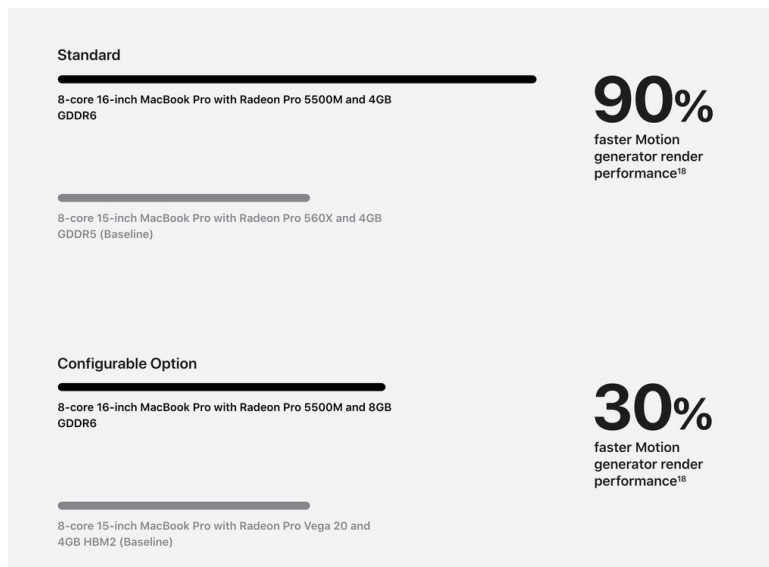 Standard
8-core 16-inch MacBook Pro with Radeon Pro 5500M and 4GB
GDDR6
90%
faster Motion
generator render
performance¹⁸
8-core 15-inch MacBook Pro with Radeon Pro 560X and 4GB
GDDR5 (Baseline)
Configurable Option
8-core 16-inch MacBook Pro with Radeon Pro 5500M and 8GB
GDDR6
30%
faster Motion
generator render
performance¹⁸
8-core 15-inch MacBook Pro with Radeon Pro Vega 20 and
4GB HBM2 (Baseline)